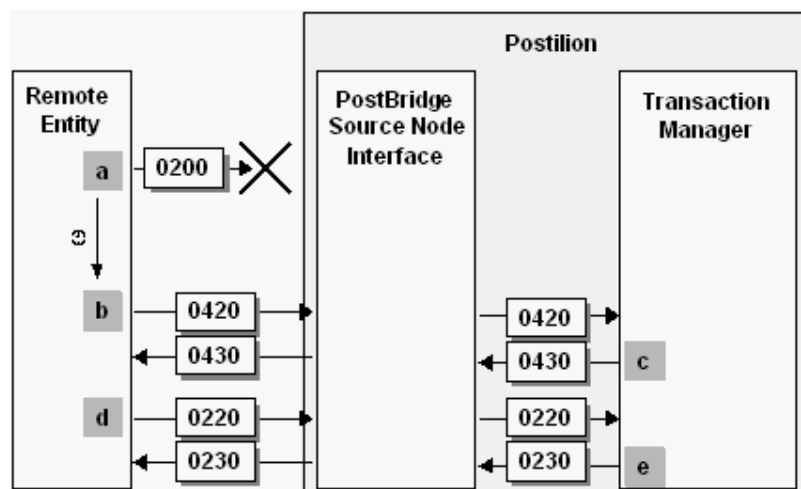 Postilion
Remote
Entity
PostBridge
Source Node
Interface
Transaction
Manager
a
0200
b
0420
0420
0430
0430
c
d
0220
0220
0230
0230
e